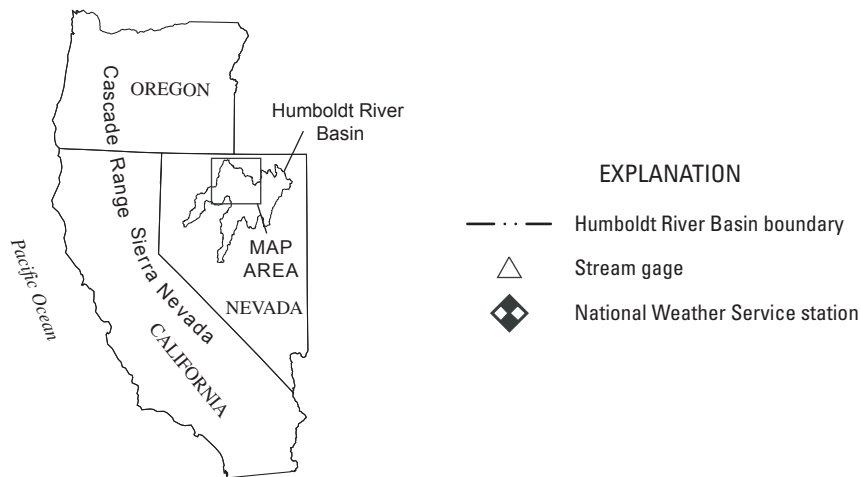 OREGON
Cascade Range Sierra Nevada
Humboldt River
Basin
MAP
AREA
NEVADA
CALIFORNIA
Pacific Ocean
EXPLANATION
Humboldt River Basin boundary
Stream gage
National Weather Service station